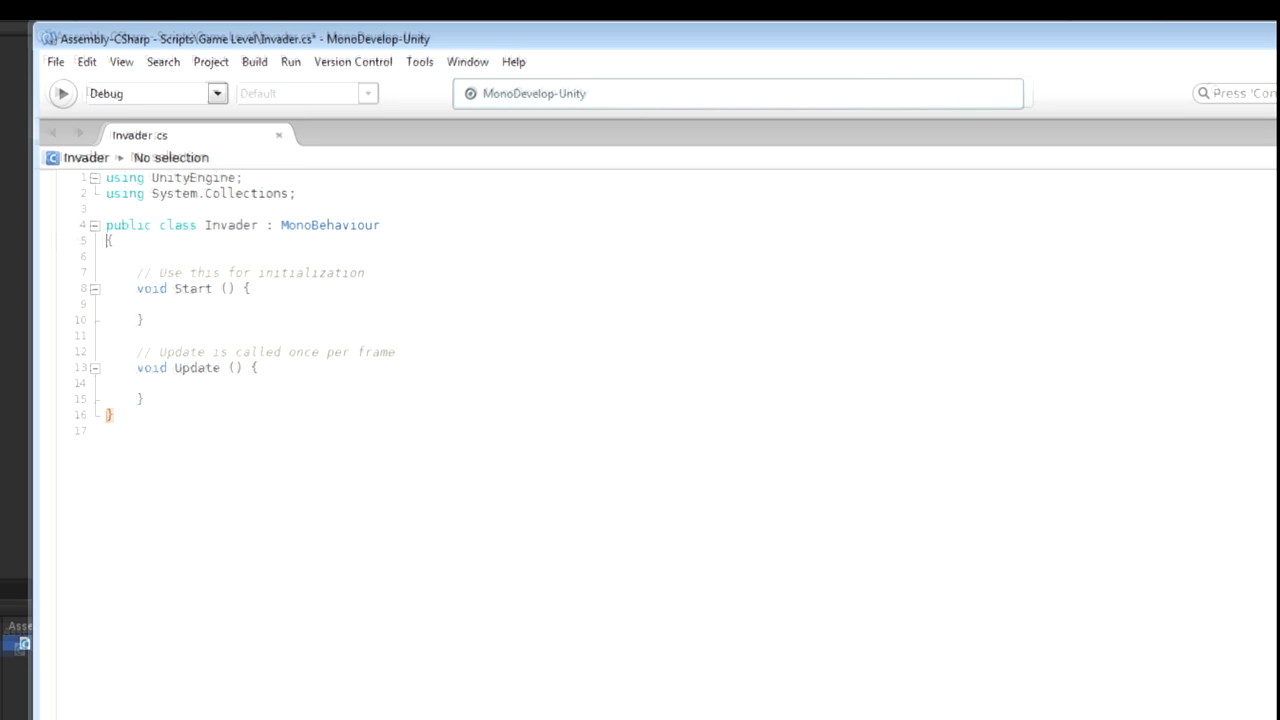 Assembly-CSharp - Scripts\Game Level\Invader.cs* - MonoDevelop-Unity
File Edit View Search Project Build Run Version Control Tools Window Help
Debug Default MonoDevelop-Unity Press 'Con
Invader.cs ×
Invader ▸ No selection
1 using UnityEngine;
2 using System.Collections;
3
4 public class Invader : MonoBehaviour
5 {
6
7 // Use this for initialization
8 void Start () {
9
10 }
11
12 // Update is called once per frame
13 void Update () {
14
15 }
16 }
17
Asse